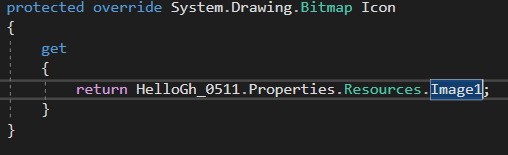 protected override System.Drawing.Bitmap Icon
{
get
{
return HelloGh_0511.Properties.Resources.Image1;
}
}